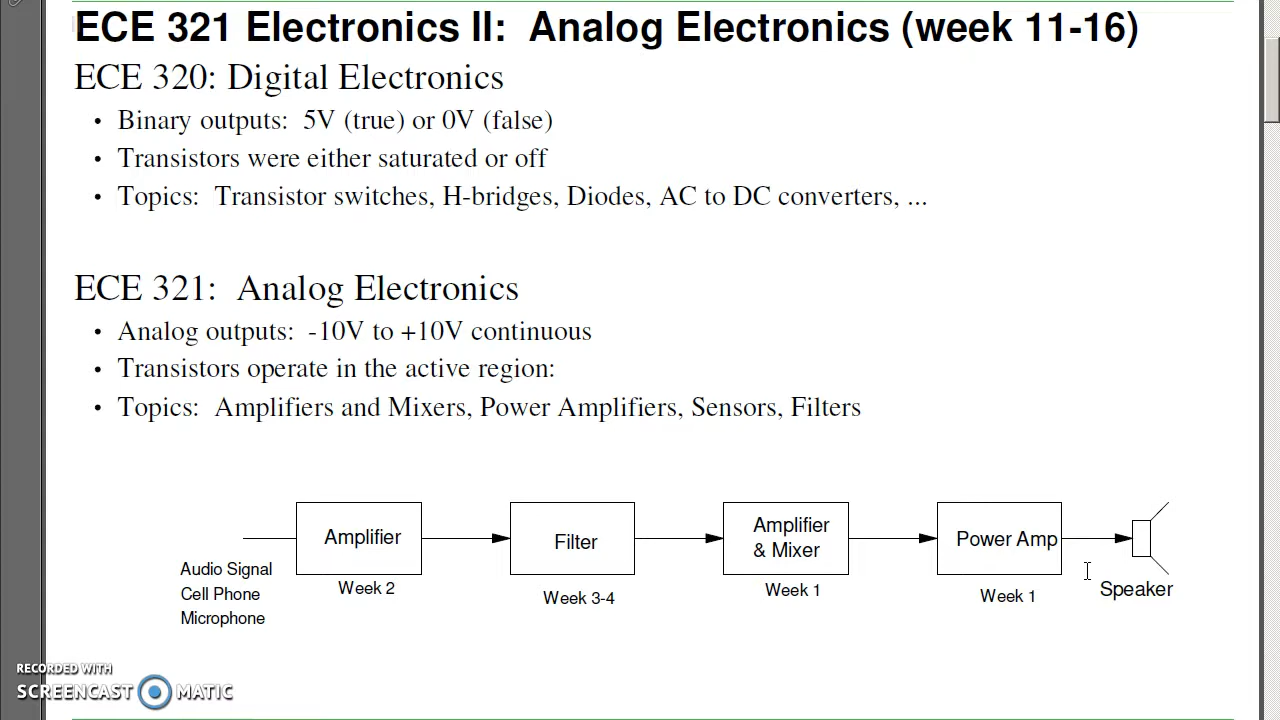 ECE 321 Electronics II:  Analog Electronics (week 11-16)
ECE 320: Digital Electronics
• Binary outputs:  5V (true) or 0V (false)
• Transistors were either saturated or off
• Topics:  Transistor switches, H-bridges, Diodes, AC to DC converters, ...
ECE 321:  Analog Electronics
• Analog outputs:  -10V to +10V continuous
• Transistors operate in the active region:
• Topics:  Amplifiers and Mixers, Power Amplifiers, Sensors, Filters
Audio Signal
Cell Phone
Microphone
Amplifier
Week 2
Filter
Week 3-4
Amplifier
& Mixer
Week 1
Power Amp
Week 1
Speaker
RECORDED WITH
SCREENCAST MATIC